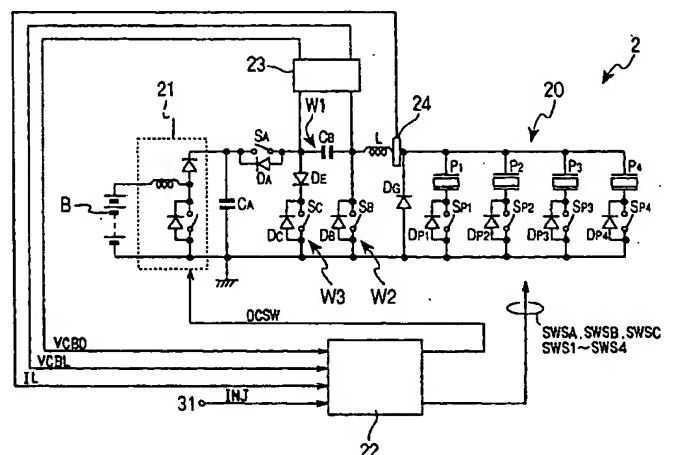 23
2
21
W1
24
20
SA
CB
L
P1
P2
P3
P4
DA
DE
DG
B
CA
SC
SB
SP1
SP2
SP3
SP4
DC
DB
DP1
DP2
DP3
DP4
W3
W2
DCSW
SWSA, SWSB, SWSC
SWS1~SWS4
VCBD
VCBL
IL
31
INJ
22